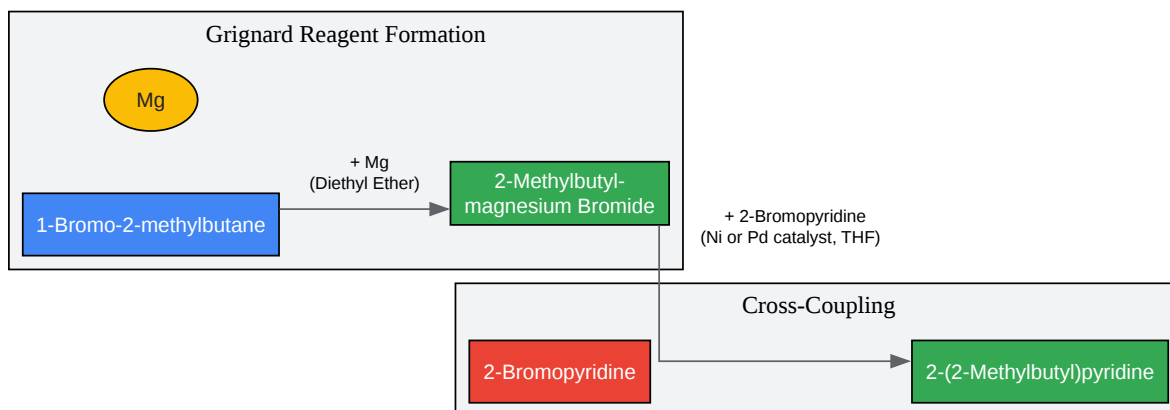 Grignard Reagent Formation
Mg
+ Mg
(Diethyl Ether)
1-Bromo-2-methylbutane
2-Methylbutyl-
magnesium Bromide
+ 2-Bromopyridine
(Ni or Pd catalyst, THF)
Cross-Coupling
2-Bromopyridine
2-(2-Methylbutyl)pyridine